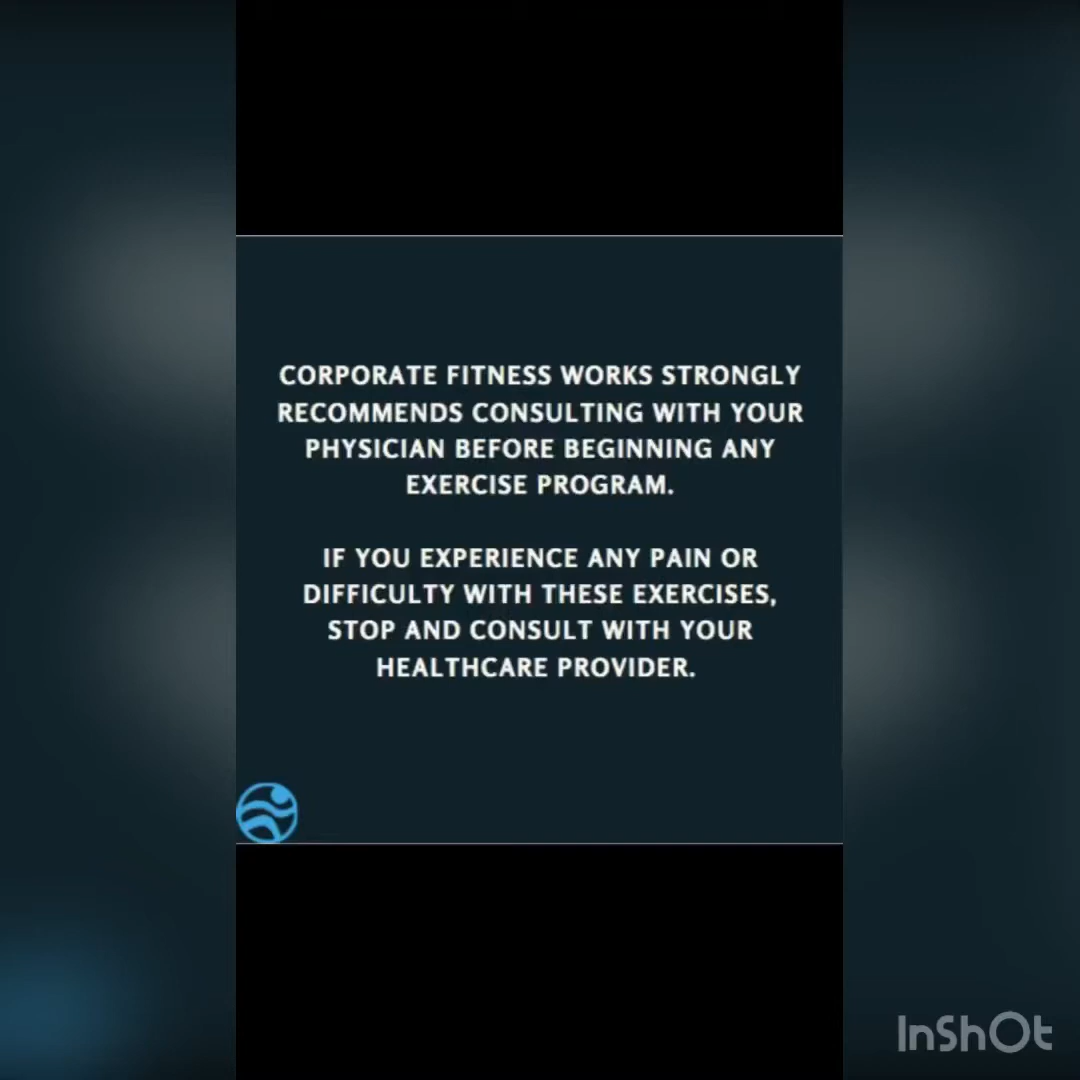 CORPORATE FITNESS WORKS STRONGLY
RECOMMENDS CONSULTING WITH YOUR
PHYSICIAN BEFORE BEGINNING ANY
EXERCISE PROGRAM.
IF YOU EXPERIENCE ANY PAIN OR
DIFFICULTY WITH THESE EXERCISES,
STOP AND CONSULT WITH YOUR
HEALTHCARE PROVIDER.
InShOt